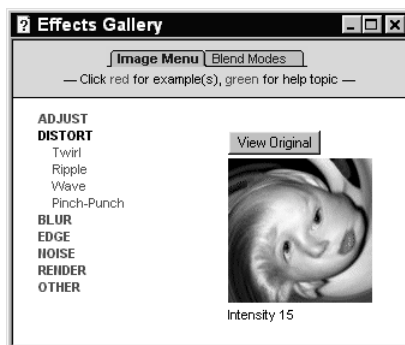 Effects Gallery
Image Menu Blend Modes
— Click red for example(s), green for help topic —
ADJUST
DISTORT
Twirl
Ripple
Wave
Pinch-Punch
BLUR
EDGE
NOISE
RENDER
OTHER
View Original
Intensity 15